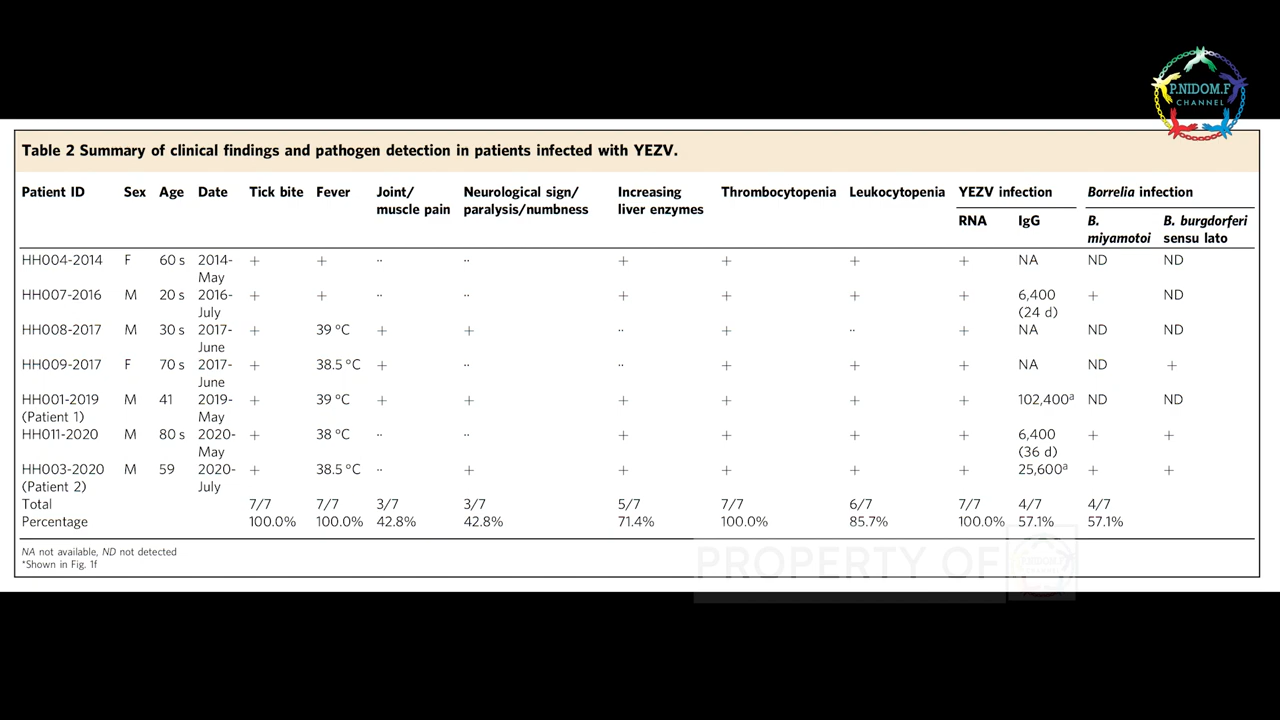 P.NIDOM.F
CHANNEL
Table 2 Summary of clinical findings and pathogen detection in patients infected with YEZV.
Patient ID Sex Age Date Tick bite Fever Joint/ Neurological sign/ Increasing Thrombocytopenia Leukocytopenia YEZV infection Borrelia infection
muscle pain paralysis/numbness liver enzymes
RNA IgG B. B. burgdorferi
miyamotoi sensu lato
HH004-2014 F 60 s 2014- + + ·· ·· + + + + NA ND ND
May
HH007-2016 M 20 s 2016- + + ·· ·· + + + + 6,400 + ND
July (24 d)
HH008-2017 M 30 s 2017- + 39 °C + + ·· + ·· + NA ND ND
June
HH009-2017 F 70 s 2017- + 38.5 °C + ·· ·· + + + NA ND +
June
HH001-2019 M 41 2019- + 39 °C + + + + + + 102,400ᵃ ND ND
(Patient 1) May
HH011-2020 M 80 s 2020- + 38 °C ·· ·· + + + + 6,400 + +
May (36 d)
HH003-2020 M 59 2020- + 38.5 °C ·· + + + + + 25,600ᵃ + +
(Patient 2) July
Total 7/7 7/7 3/7 3/7 5/7 7/7 6/7 7/7 4/7 4/7
Percentage 100.0% 100.0% 42.8% 42.8% 71.4% 100.0% 85.7% 100.0% 57.1% 57.1%
NA not available, ND not detected
*Shown in Fig. 1f
PROPERTY OF